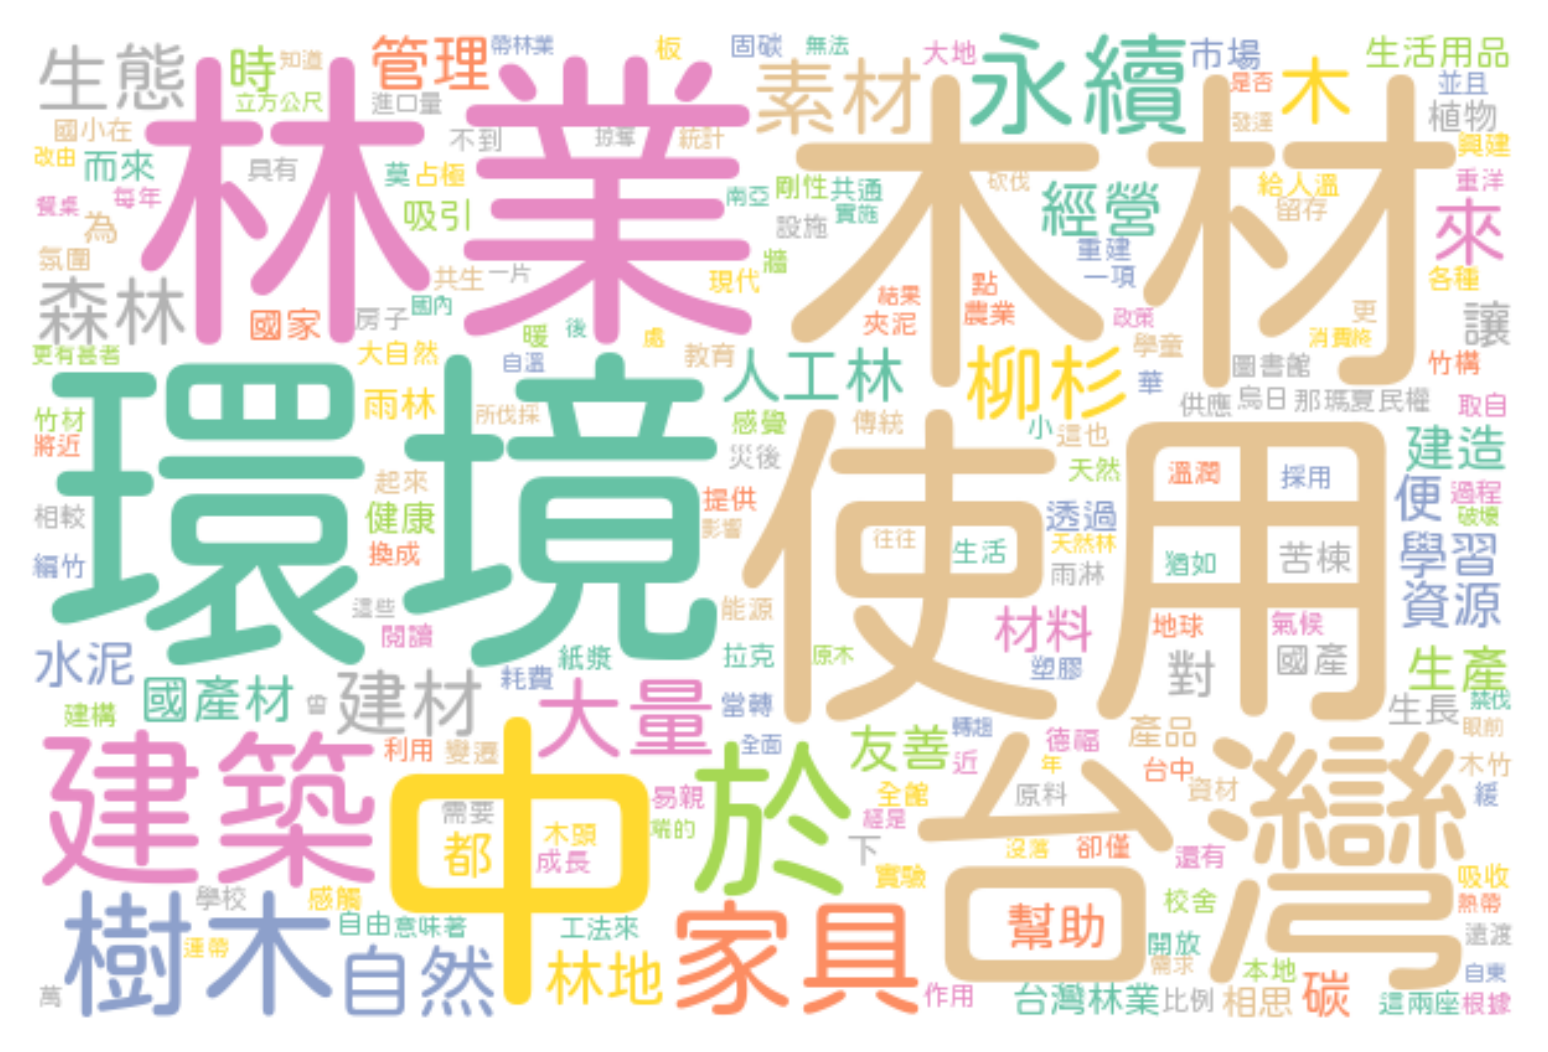 生態
時
知道
管理
帶林業
板
固碳
無法
大地
永續
市場
生活用品
立方公尺
進口量
素材
是否
木
並且
國小在
不到
掠奪
統計
發達
植物
改由
而來
具有
林業
木材
興建
莫
占極
剛性
共通
砍伐
給人溫
重洋
餐桌
每年
吸引
南亞
設施
實施
經營
留存
來
為
氛圍
共生
一片
現代
牆
重建
一項
各種
森林
國家
房子
國內
結果
點
夾泥
農業
政策
更
讓
暖
後
處
消費將
更有甚者
大自然
自溫
教育
人工林
柳杉
學童
圖書館
竹構
華
環境
雨林
所伐採
感覺
傳統
供應
烏日
那瑪夏
民權
取自
竹材
小
這也
將近
災後
建造
起來
天然
溫潤
採用
便
過程
相較
健康
提供
使用
透過
破壞
影響
換成
往往
天然林
編竹
生活
雨淋
猶如
苦楝
學習
這些
能源
資源
閱讀
材料
地球
氣候
水泥
紙漿
拉克
原木
塑膠
對
國產
生產
耗費
國產材
建材
大量
當轉
生長
禁伐
建構
轉趨
產品
眼前
建築
利用
變遷
中
全面
於
友善
近
德福
年
台中
台灣
木竹
資材
緩
需要
易親
全館
原料
都
木頭
端的
經是
成長
下
沒落
卻僅
還有
實驗
吸收
學校
感觸
校舍
熱帶
樹木
自由
意味著
工法來
家具
幫助
開放
遠渡
連帶
自然
林地
需求
本地
自東
萬
作用
台灣林業
比例
相思
碳
這兩座
根據